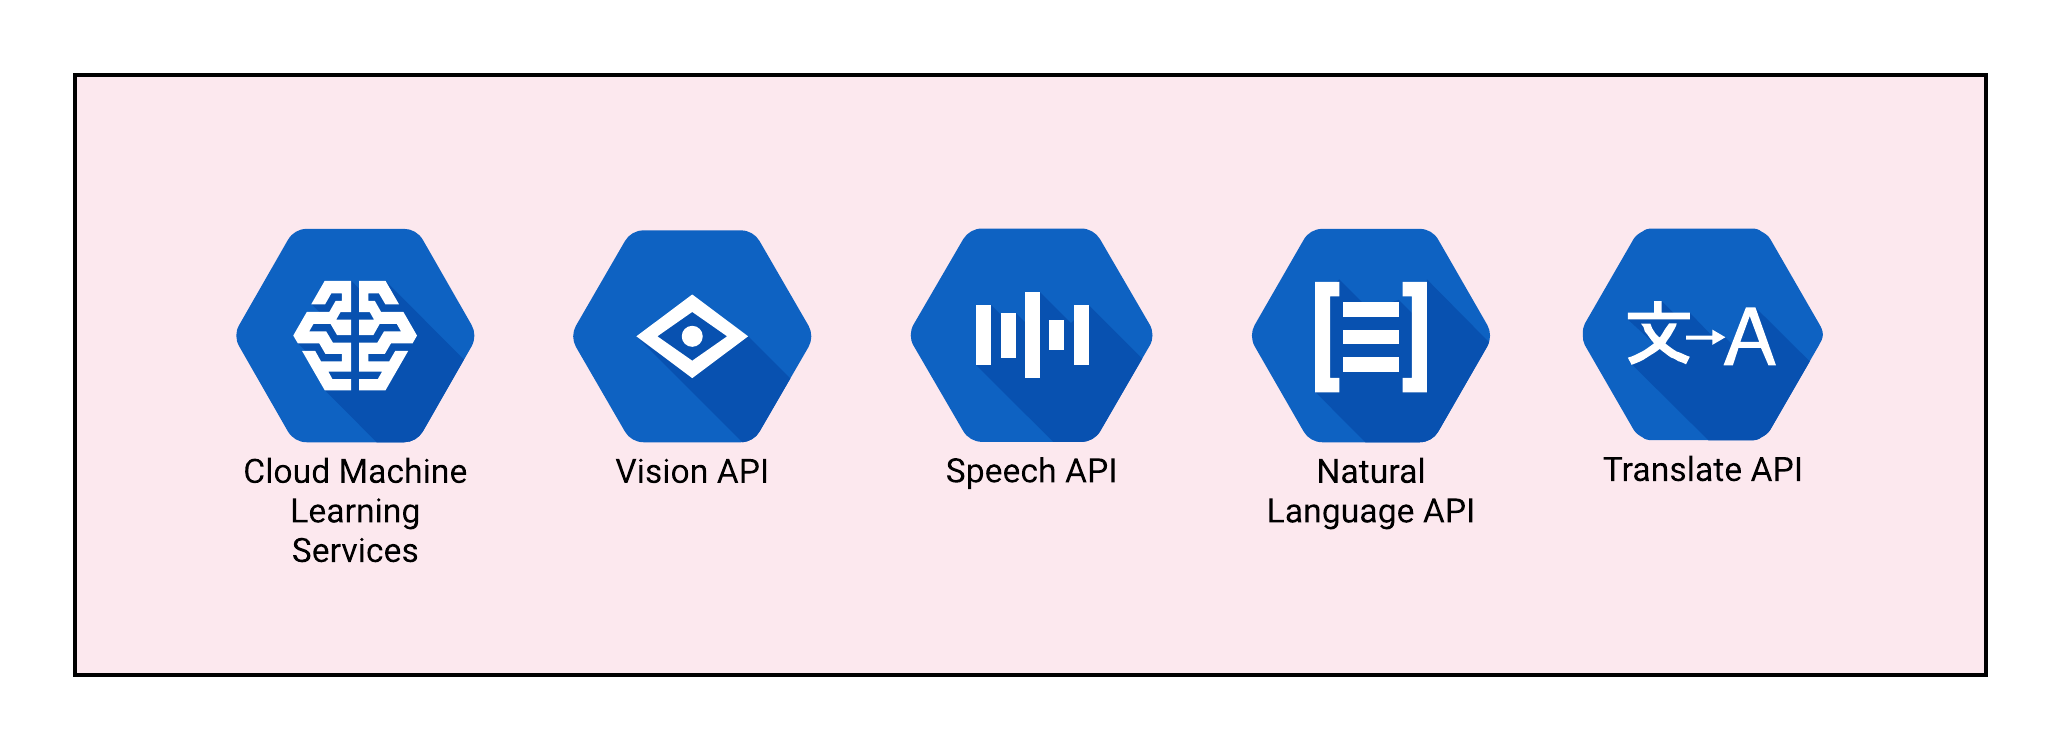 文→A
Cloud Machine
Learning
Services
Vision API
Speech API
Natural
Language API
Translate API